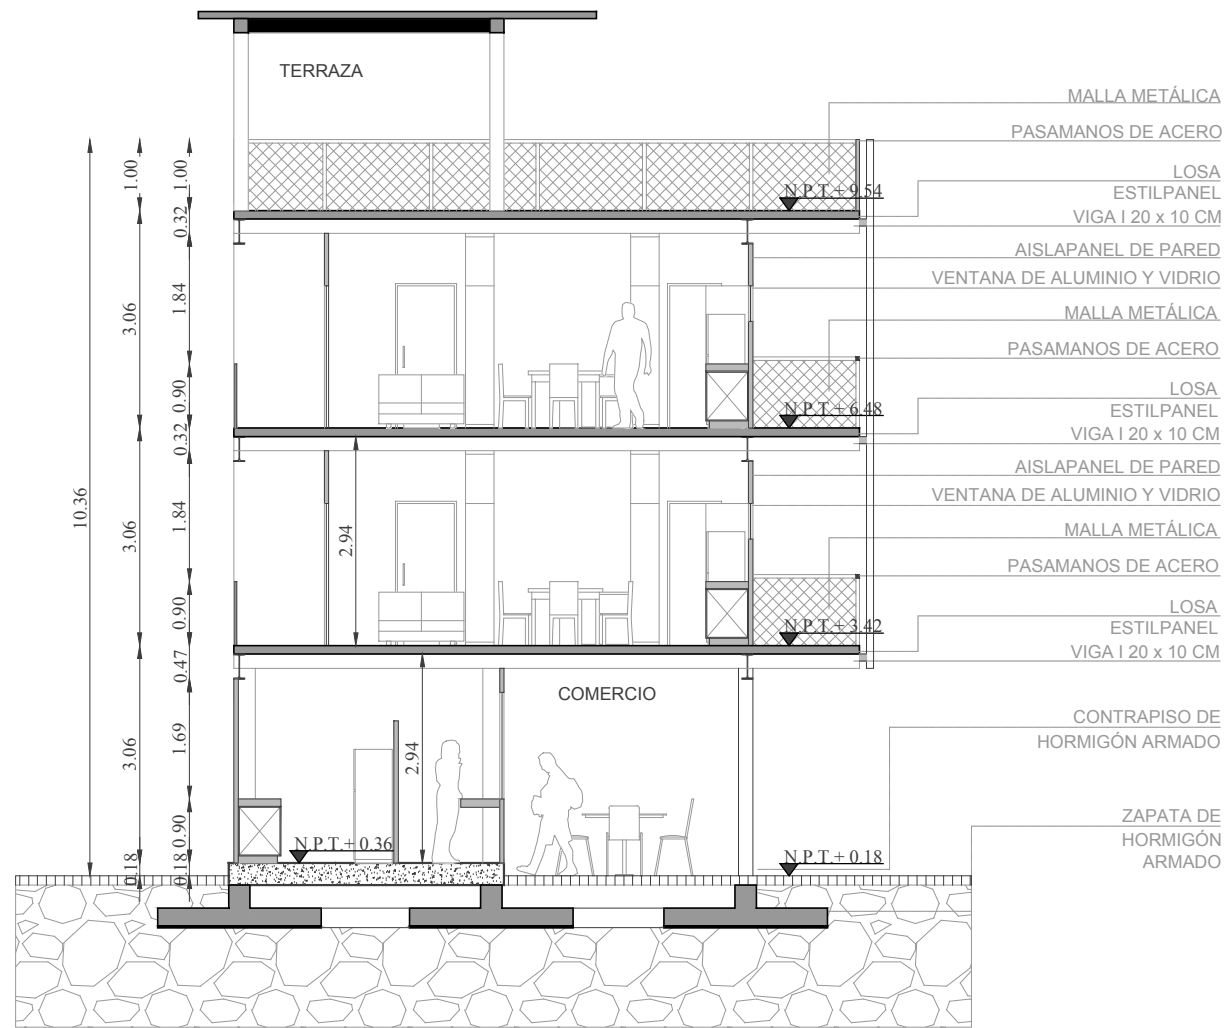 TERRAZA
MALLA METÁLICA
PASAMANOS DE ACERO
LOSA
ESTILPANEL
VIGA I 20 x 10 CM
AISLAPANEL DE PARED
VENTANA DE ALUMINIO Y VIDRIO
MALLA METÁLICA
PASAMANOS DE ACERO
LOSA
ESTILPANEL
VIGA I 20 x 10 CM
AISLAPANEL DE PARED
VENTANA DE ALUMINIO Y VIDRIO
MALLA METÁLICA
PASAMANOS DE ACERO
LOSA
ESTILPANEL
VIGA I 20 x 10 CM
CONTRAPISO DE
HORMIGÓN ARMADO
ZAPATA DE
HORMIGÓN
ARMADO
N.P.T.+ 9.54
N.P.T.+ 6.48
N.P.T.+ 3.42
COMERCIO
N.P.T.+ 0.36
N.P.T.+ 0.18
10.36
1.00
3.06
3.06
3.06
0.18
1.00
0.32
1.84
0.90
0.32
1.84
0.90
0.47
1.69
0.90
0.18
2.94
2.94